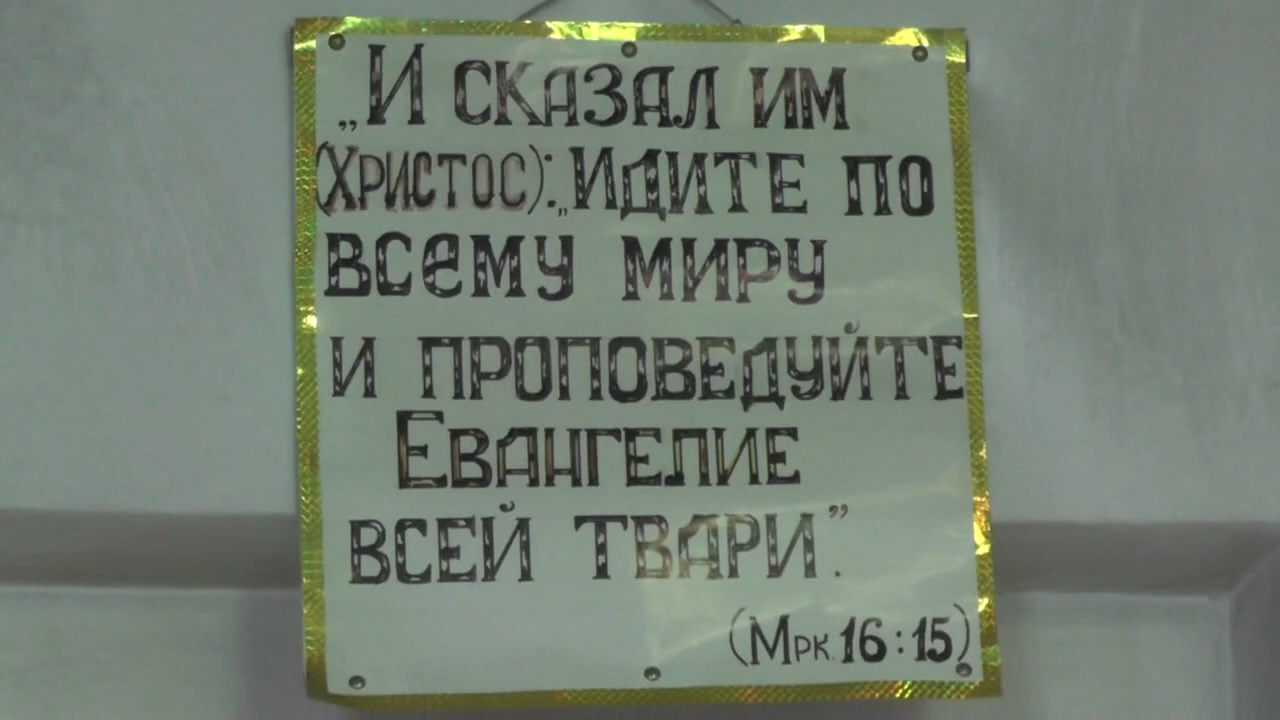 „И СКАЗАЛ ИМ
(ХРИСТОС): „ИДИТЕ ПО
ВСЕМУ МИРУ
И ПРОПОВЕДУЙТЕ
ЕВАНГЕЛИЕ
ВСЕЙ ТВАРИ”.
(Мрк. 16:15)